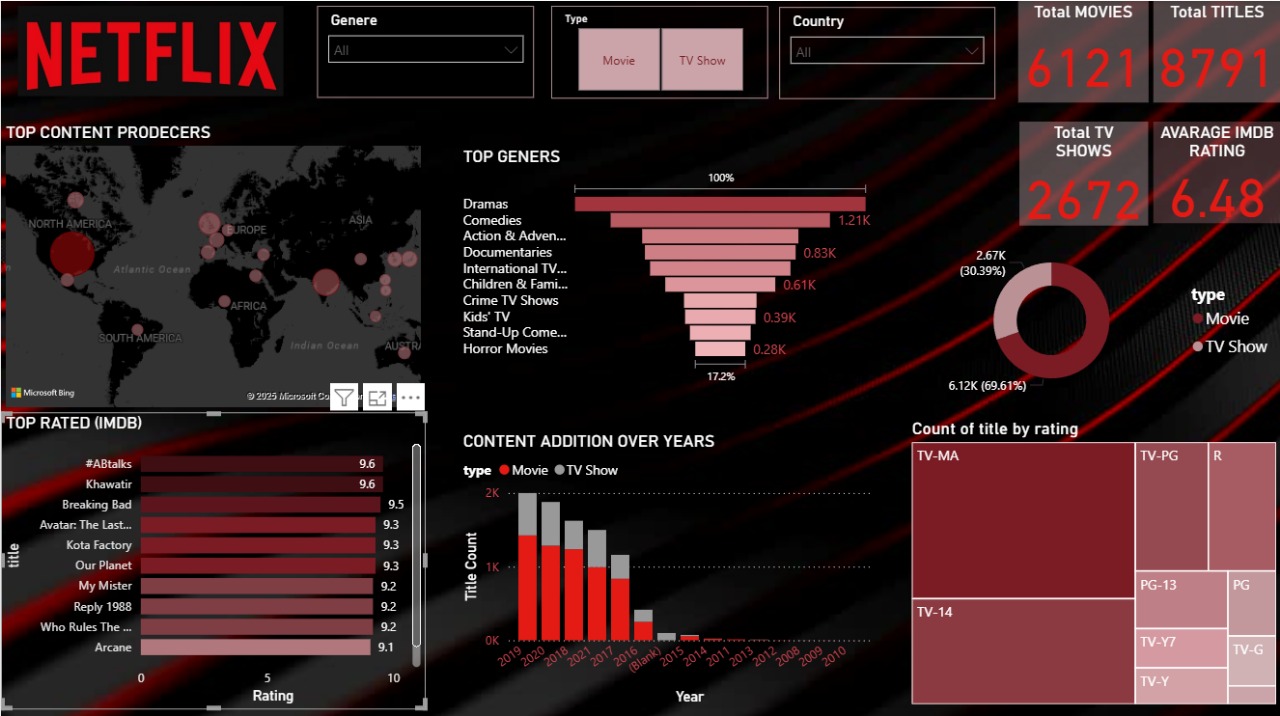 NETFLIX
Genere
All
Type
Movie
TV Show
Country
All
Total MOVIES
6121
Total TITLES
8791
Total TV
SHOWS
2672
AVARAGE IMDB
RATING
6.48
TOP CONTENT PRODECERS
NORTH AMERICA
EUROPE
ASIA
Atlantic Ocean
AFRICA
SOUTH AMERICA
Indian Ocean
AUSTRA
Microsoft Bing
© 2025 Microsoft
TOP GENERS
100%
Dramas
Comedies
1.21K
Action & Adven...
Documentaries
0.83K
International TV...
Children & Fami...
0.61K
Crime TV Shows
Kids' TV
0.39K
Stand-Up Come...
Horror Movies
0.28K
17.2%
2.67K
(30.39%)
6.12K (69.61%)
type
Movie
TV Show
TOP RATED (IMDB)
title
#ABtalks
9.6
Khawatir
9.6
Breaking Bad
9.5
Avatar: The Last...
9.3
Kota Factory
9.3
Our Planet
9.3
My Mister
9.2
Reply 1988
9.2
Who Rules The ...
9.2
Arcane
9.1
0
5
10
Rating
CONTENT ADDITION OVER YEARS
type Movie TV Show
Title Count
2K
1K
0K
2019
2020
2018
2021
2017
2016
(Blank)
2015
2014
2011
2013
2012
2008
2009
2010
Year
Count of title by rating
TV-MA
TV-PG
R
TV-14
PG-13
PG
TV-Y7
TV-G
TV-Y